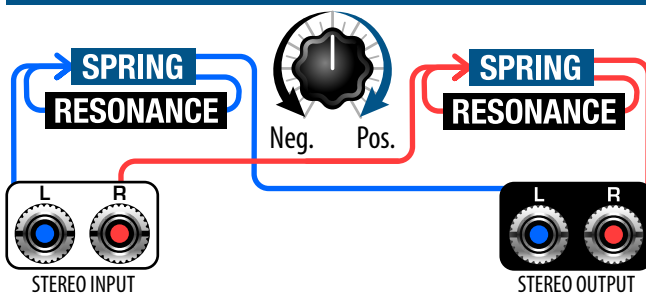 SPRING
RESONANCE
Neg. Pos.
SPRING
RESONANCE
L R
STEREO INPUT
L R
STEREO OUTPUT